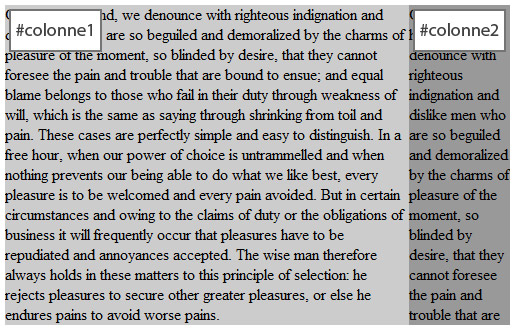 #colonne1
nd, we denounce with righteous indignation and
are so beguiled and demoralized by the charms of
pleasure of the moment, so blinded by desire, that they cannot
foresee the pain and trouble that are bound to ensue; and equal
blame belongs to those who fail in their duty through weakness of
will, which is the same as saying through shrinking from toil and
pain. These cases are perfectly simple and easy to distinguish. In a
free hour, when our power of choice is untrammelled and when
nothing prevents our being able to do what we like best, every
pleasure is to be welcomed and every pain avoided. But in certain
circumstances and owing to the claims of duty or the obligations of
business it will frequently occur that pleasures have to be
repudiated and annoyances accepted. The wise man therefore
always holds in these matters to this principle of selection: he
rejects pleasures to secure other greater pleasures, or else he
endures pains to avoid worse pains.
#colonne2
denounce with
righteous
indignation and
dislike men who
are so beguiled
and demoralized
by the charms of
pleasure of the
moment, so
blinded by
desire, that they
cannot foresee
the pain and
trouble that are